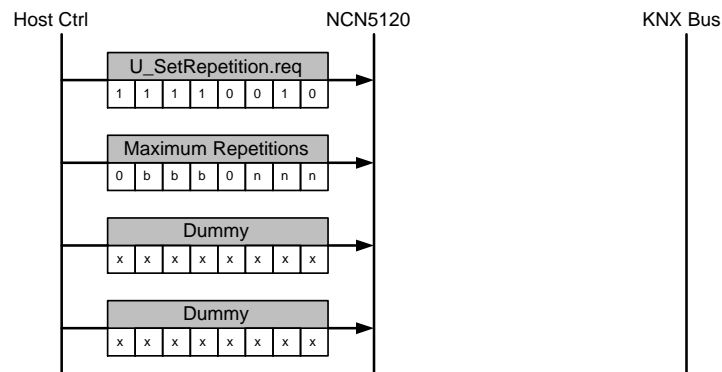 Host Ctrl NCN5120 KNX Bus
U_SetRepetition.req
1 1 1 1 0 0 1 0
Maximum Repetitions
0 b b b 0 n n n
Dummy
x x x x x x x x
Dummy
x x x x x x x x